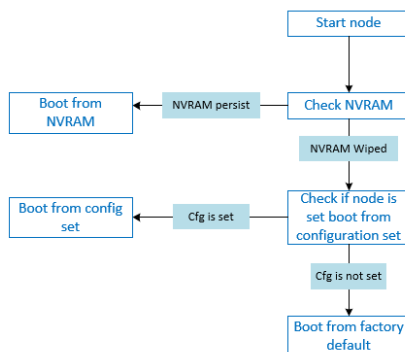 Start node
Boot from
NVRAM
NVRAM persist
Check NVRAM
NVRAM Wiped
Boot from config
set
Cfg is set
Check if node is
set boot from
configuration set
Cfg is not set
Boot from factory
default